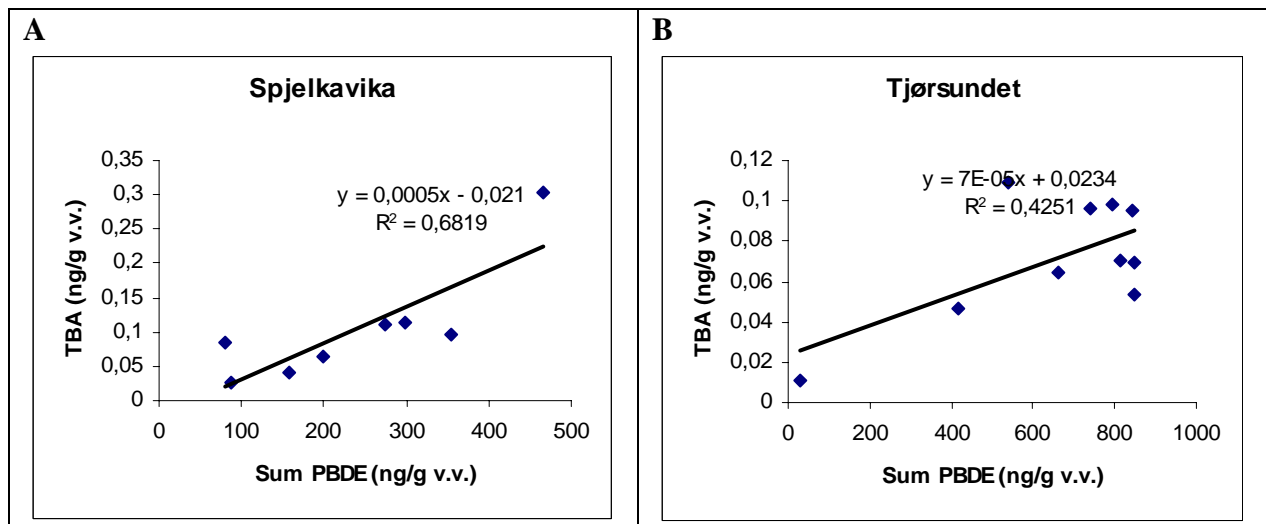 A
Spjelkavika
0,35
0,3
0,25
0,2
0,15
0,1
0,05
0
TBA (ng/g v.v.)
y = 0,0005x - 0,021
R² = 0,6819
0 100 200 300 400 500
Sum PBDE (ng/g v.v.)
B
Tjørsundet
0,12
0,1
0,08
0,06
0,04
0,02
0
TBA (ng/g v.v.)
y = 7E-05x + 0,0234
R² = 0,4251
0 200 400 600 800 1000
Sum PBDE (ng/g v.v.)